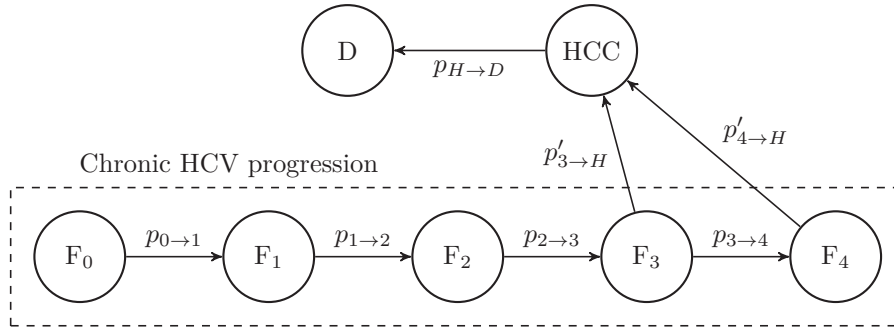 D
HCC
p_{H→D}
p'_{3→H}
p'_{4→H}
Chronic HCV progression
F_0
p_{0→1}
F_1
p_{1→2}
F_2
p_{2→3}
F_3
p_{3→4}
F_4